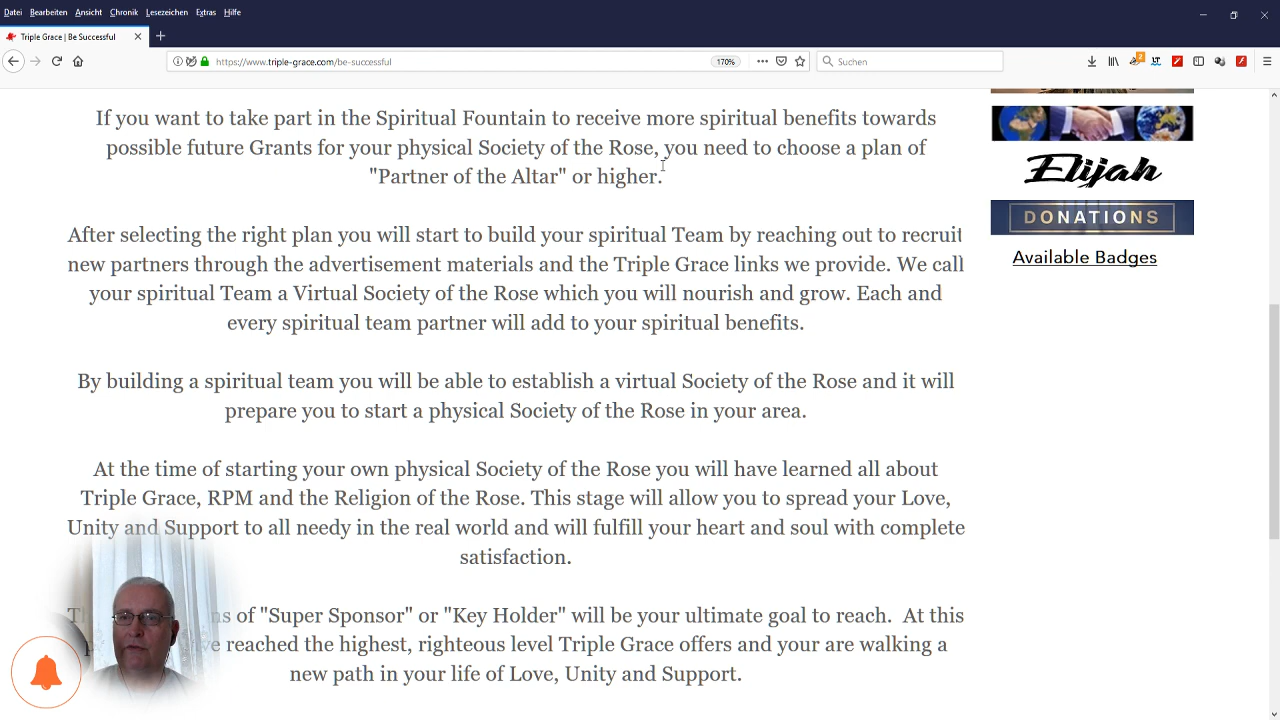 Datei Bearbeiten Ansicht Chronik Lesezeichen Extras Hilfe
Triple Grace | Be Successful
https://www.triple-grace.com/be-successful
170%
Suchen
If you want to take part in the Spiritual Fountain to receive more spiritual benefits towards
possible future Grants for your physical Society of the Rose, you need to choose a plan of
"Partner of the Altar" or higher.
After selecting the right plan you will start to build your spiritual Team by reaching out to recruit
new partners through the advertisement materials and the Triple Grace links we provide. We call
your spiritual Team a Virtual Society of the Rose which you will nourish and grow. Each and
every spiritual team partner will add to your spiritual benefits.
By building a spiritual team you will be able to establish a virtual Society of the Rose and it will
prepare you to start a physical Society of the Rose in your area.
At the time of starting your own physical Society of the Rose you will have learned all about
Triple Grace, RPM and the Religion of the Rose. This stage will allow you to spread your Love,
Unity and Support to all needy in the real world and will fulfill your heart and soul with complete
satisfaction.
of "Super Sponsor" or "Key Holder" will be your ultimate goal to reach. At this
reached the highest, righteous level Triple Grace offers and your are walking a
new path in your life of Love, Unity and Support.
Elijah
DONATIONS
Available Badges